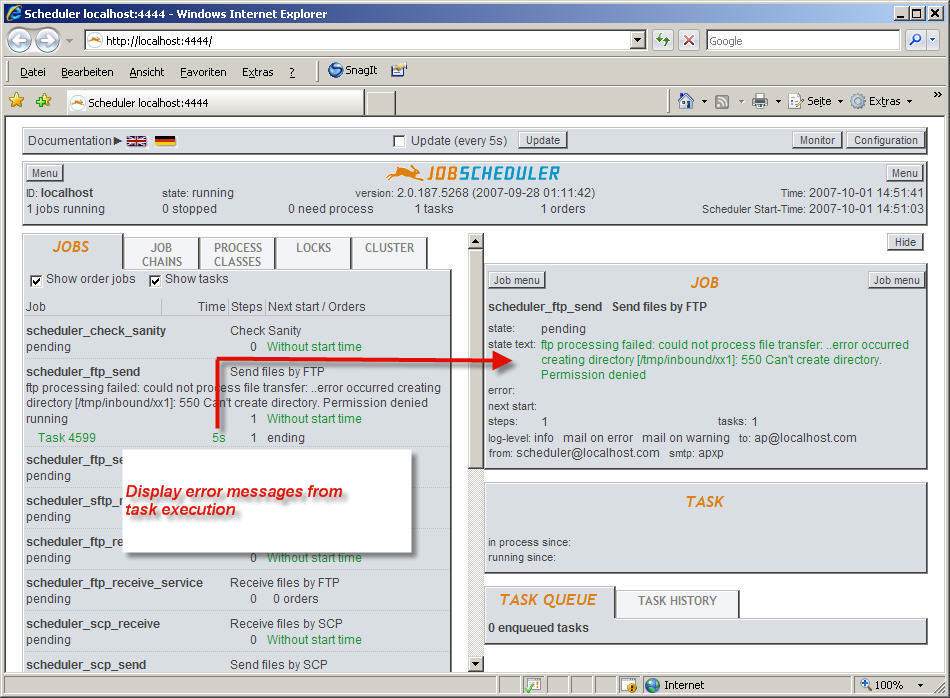 Scheduler localhost:4444 - Windows Internet Explorer
http://localhost:4444/
Google
Datei Bearbeiten Ansicht Favoriten Extras ? SnagIt
Scheduler localhost:4444
Seite Extras
Documentation
Update (every 5s) Update Monitor Configuration
Menu JOBSCHEDULER Menu
ID: localhost state: running version: 2.0.187.5268 (2007-09-28 01:11:42) Time: 2007-10-01 14:51:41
1 jobs running 0 stopped 0 need process 1 tasks 1 orders Scheduler Start-Time: 2007-10-01 14:51:03
JOBS
JOB CHAINS
PROCESS CLASSES
LOCKS
CLUSTER
Show order jobs Show tasks
Job Time Steps Next start / Orders
scheduler_check_sanity Check Sanity
pending 0 Without start time
scheduler_ftp_send Send files by FTP
ftp processing failed: could not process file transfer: ..error occurred creating
directory [/tmp/inbound/xx1]: 550 Can't create directory. Permission denied
running 1 Without start time
Task 4599 5s 1 ending
scheduler_ftp_se
pending
scheduler_sftp_r
pending
scheduler_ftp_re
pending 0 Without start time
scheduler_ftp_receive_service Receive files by FTP
pending 0 0 orders
scheduler_scp_receive Receive files by SCP
pending 0 Without start time
scheduler_scp_send Send files by SCP
Display error messages from
task execution
Hide
Job menu JOB Job menu
scheduler_ftp_send Send files by FTP
state: pending
state text: ftp processing failed: could not process file transfer: ..error occurred
creating directory [/tmp/inbound/xx1]: 550 Can't create directory.
Permission denied
error:
next start:
steps: 1 tasks: 1
log-level: info mail on error mail on warning to: ap@localhost.com
from: scheduler@localhost.com smtp: apxp
TASK
in process since:
running since:
TASK QUEUE TASK HISTORY
0 enqueued tasks
Internet 100%